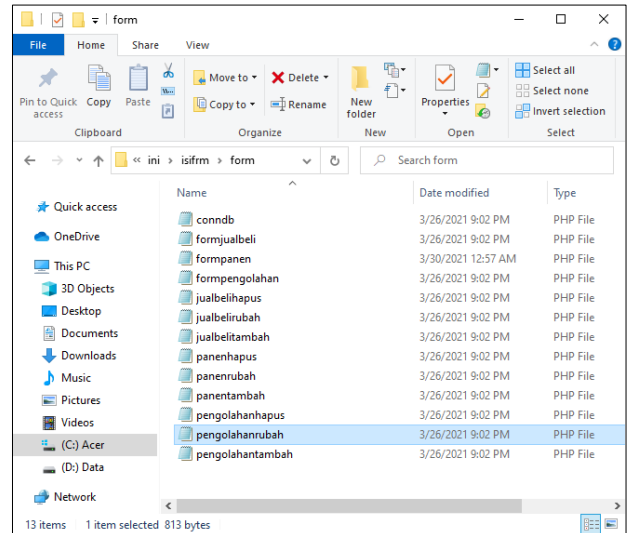 form
File Home Share View
Pin to Quick access
Copy
Paste
Clipboard
Move to
Copy to
Delete
Rename
Organize
New folder
New
Properties
Open
Select all
Select none
Invert selection
Select
« ini › isifrm › form
Search form
Quick access
OneDrive
This PC
3D Objects
Desktop
Documents
Downloads
Music
Pictures
Videos
(C:) Acer
(D:) Data
Network
Name Date modified Type
conndb 3/26/2021 9:02 PM PHP File
formjualbeli 3/26/2021 9:02 PM PHP File
formpanen 3/30/2021 12:57 AM PHP File
formpengolahan 3/26/2021 9:02 PM PHP File
jualbelihapus 3/26/2021 9:02 PM PHP File
jualbelirubah 3/26/2021 9:02 PM PHP File
jualbelitambah 3/26/2021 9:02 PM PHP File
panenhapus 3/26/2021 9:02 PM PHP File
panenrubah 3/26/2021 9:02 PM PHP File
panentambah 3/26/2021 9:02 PM PHP File
pengolahanhapus 3/26/2021 9:02 PM PHP File
pengolahanrubah 3/26/2021 9:02 PM PHP File
pengolahantambah 3/26/2021 9:02 PM PHP File
13 items 1 item selected 813 bytes